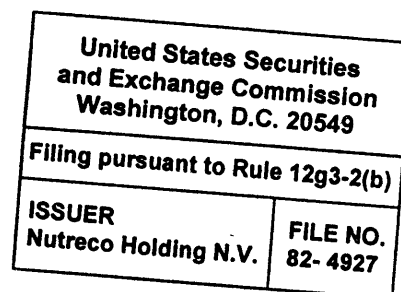 United States Securities
and Exchange Commission
Washington, D.C. 20549
Filing pursuant to Rule 12g3-2(b)
ISSUER
Nutreco Holding N.V.
FILE NO.
82- 4927